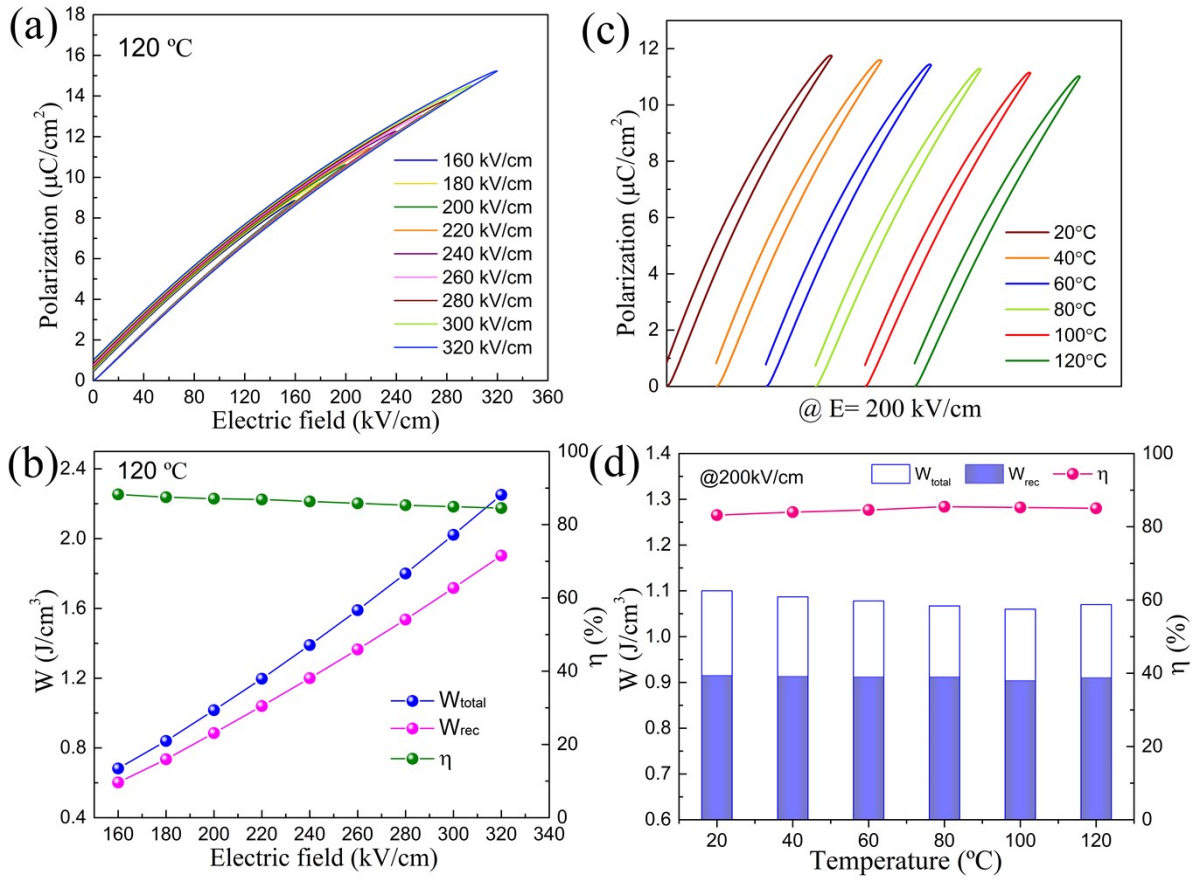 (a)
120 ºC
Polarization (μC/cm²)
18
16
14
12
10
8
6
4
2
0
160 kV/cm
180 kV/cm
200 kV/cm
220 kV/cm
240 kV/cm
260 kV/cm
280 kV/cm
300 kV/cm
320 kV/cm
0 40 80 120 160 200 240 280 320 360
Electric field (kV/cm)
(c)
Polarization (μC/cm²)
12
10
8
6
4
2
0
20°C
40°C
60°C
80°C
100°C
120°C
@ E= 200 kV/cm
(b)
120 ºC
W (J/cm³)
2.4
2.0
1.6
1.2
0.8
0.4
Wtotal
Wrec
η
100
80
60
40
20
0
η (%)
160 180 200 220 240 260 280 300 320 340
Electric field (kV/cm)
(d)
@200kV/cm
Wtotal Wrec η
W (J/cm³)
1.4
1.3
1.2
1.1
1.0
0.9
0.8
0.7
0.6
100
80
60
40
20
0
η (%)
20 40 60 80 100 120
Temperature (ºC)